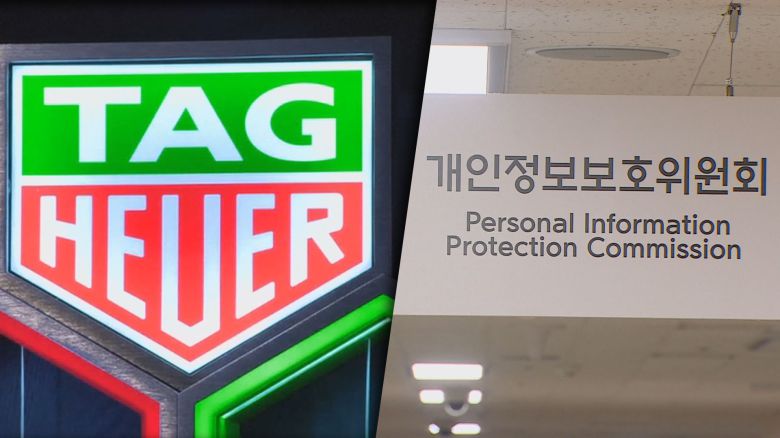 TAG
HEUER
개인정보보호위원회
Personal Information
Protection Commission